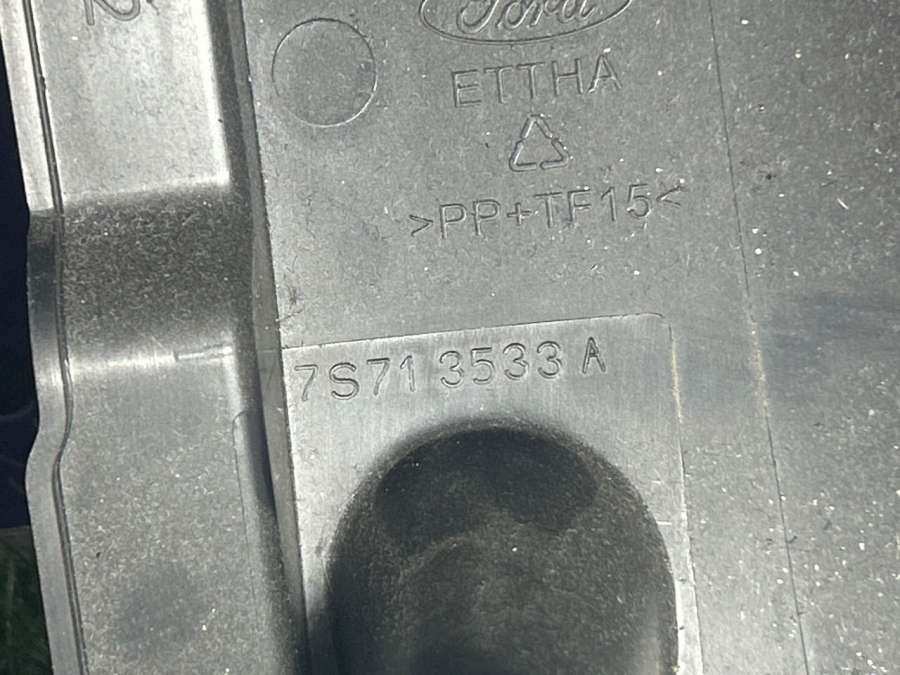 Ford
ETTHA
>PP+TF15<
7S71 3533 A